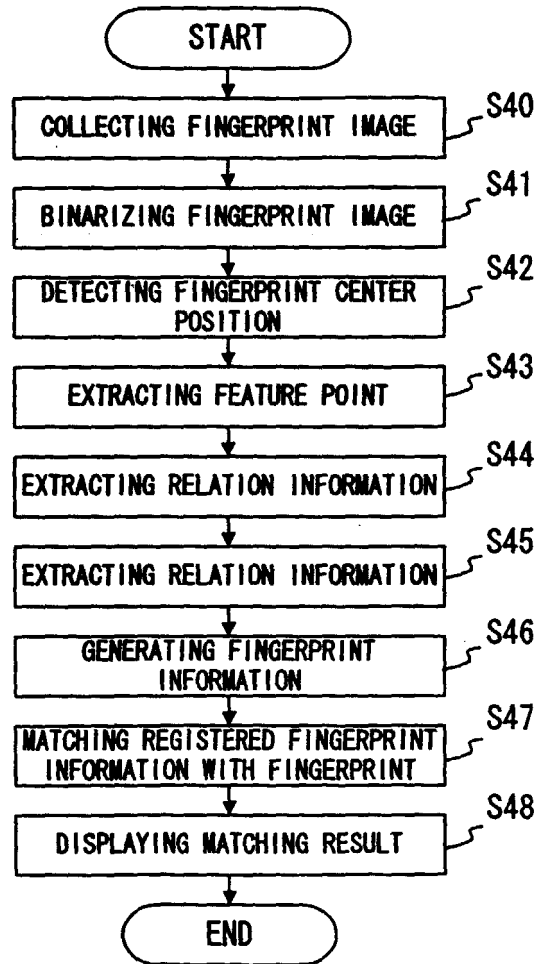 START
S40
COLLECTING FINGERPRINT IMAGE
S41
BINARIZING FINGERPRINT IMAGE
S42
DETECTING FINGERPRINT CENTER
POSITION
S43
EXTRACTING FEATURE POINT
S44
EXTRACTING RELATION INFORMATION
S45
EXTRACTING RELATION INFORMATION
S46
GENERATING FINGERPRINT
INFORMATION
S47
MATCHING REGISTERED FINGERPRINT
INFORMATION WITH FINGERPRINT
S48
DISPLAYING MATCHING RESULT
END